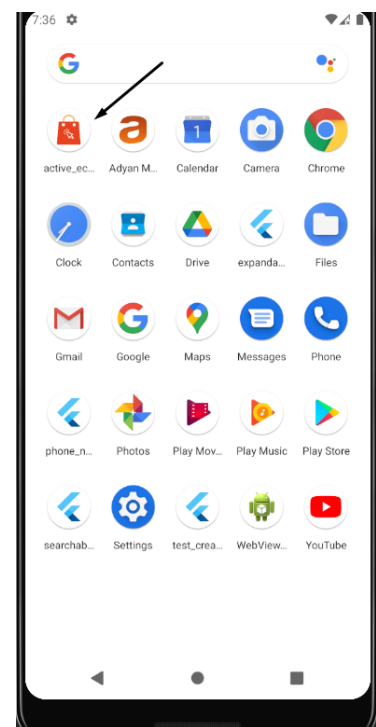 7:36
active_ec... Adyan M... Calendar Camera Chrome
Clock Contacts Drive expanda... Files
Gmail Google Maps Messages Phone
phone_n... Photos Play Mov... Play Music Play Store
searchab... Settings test_crea... WebView... YouTube